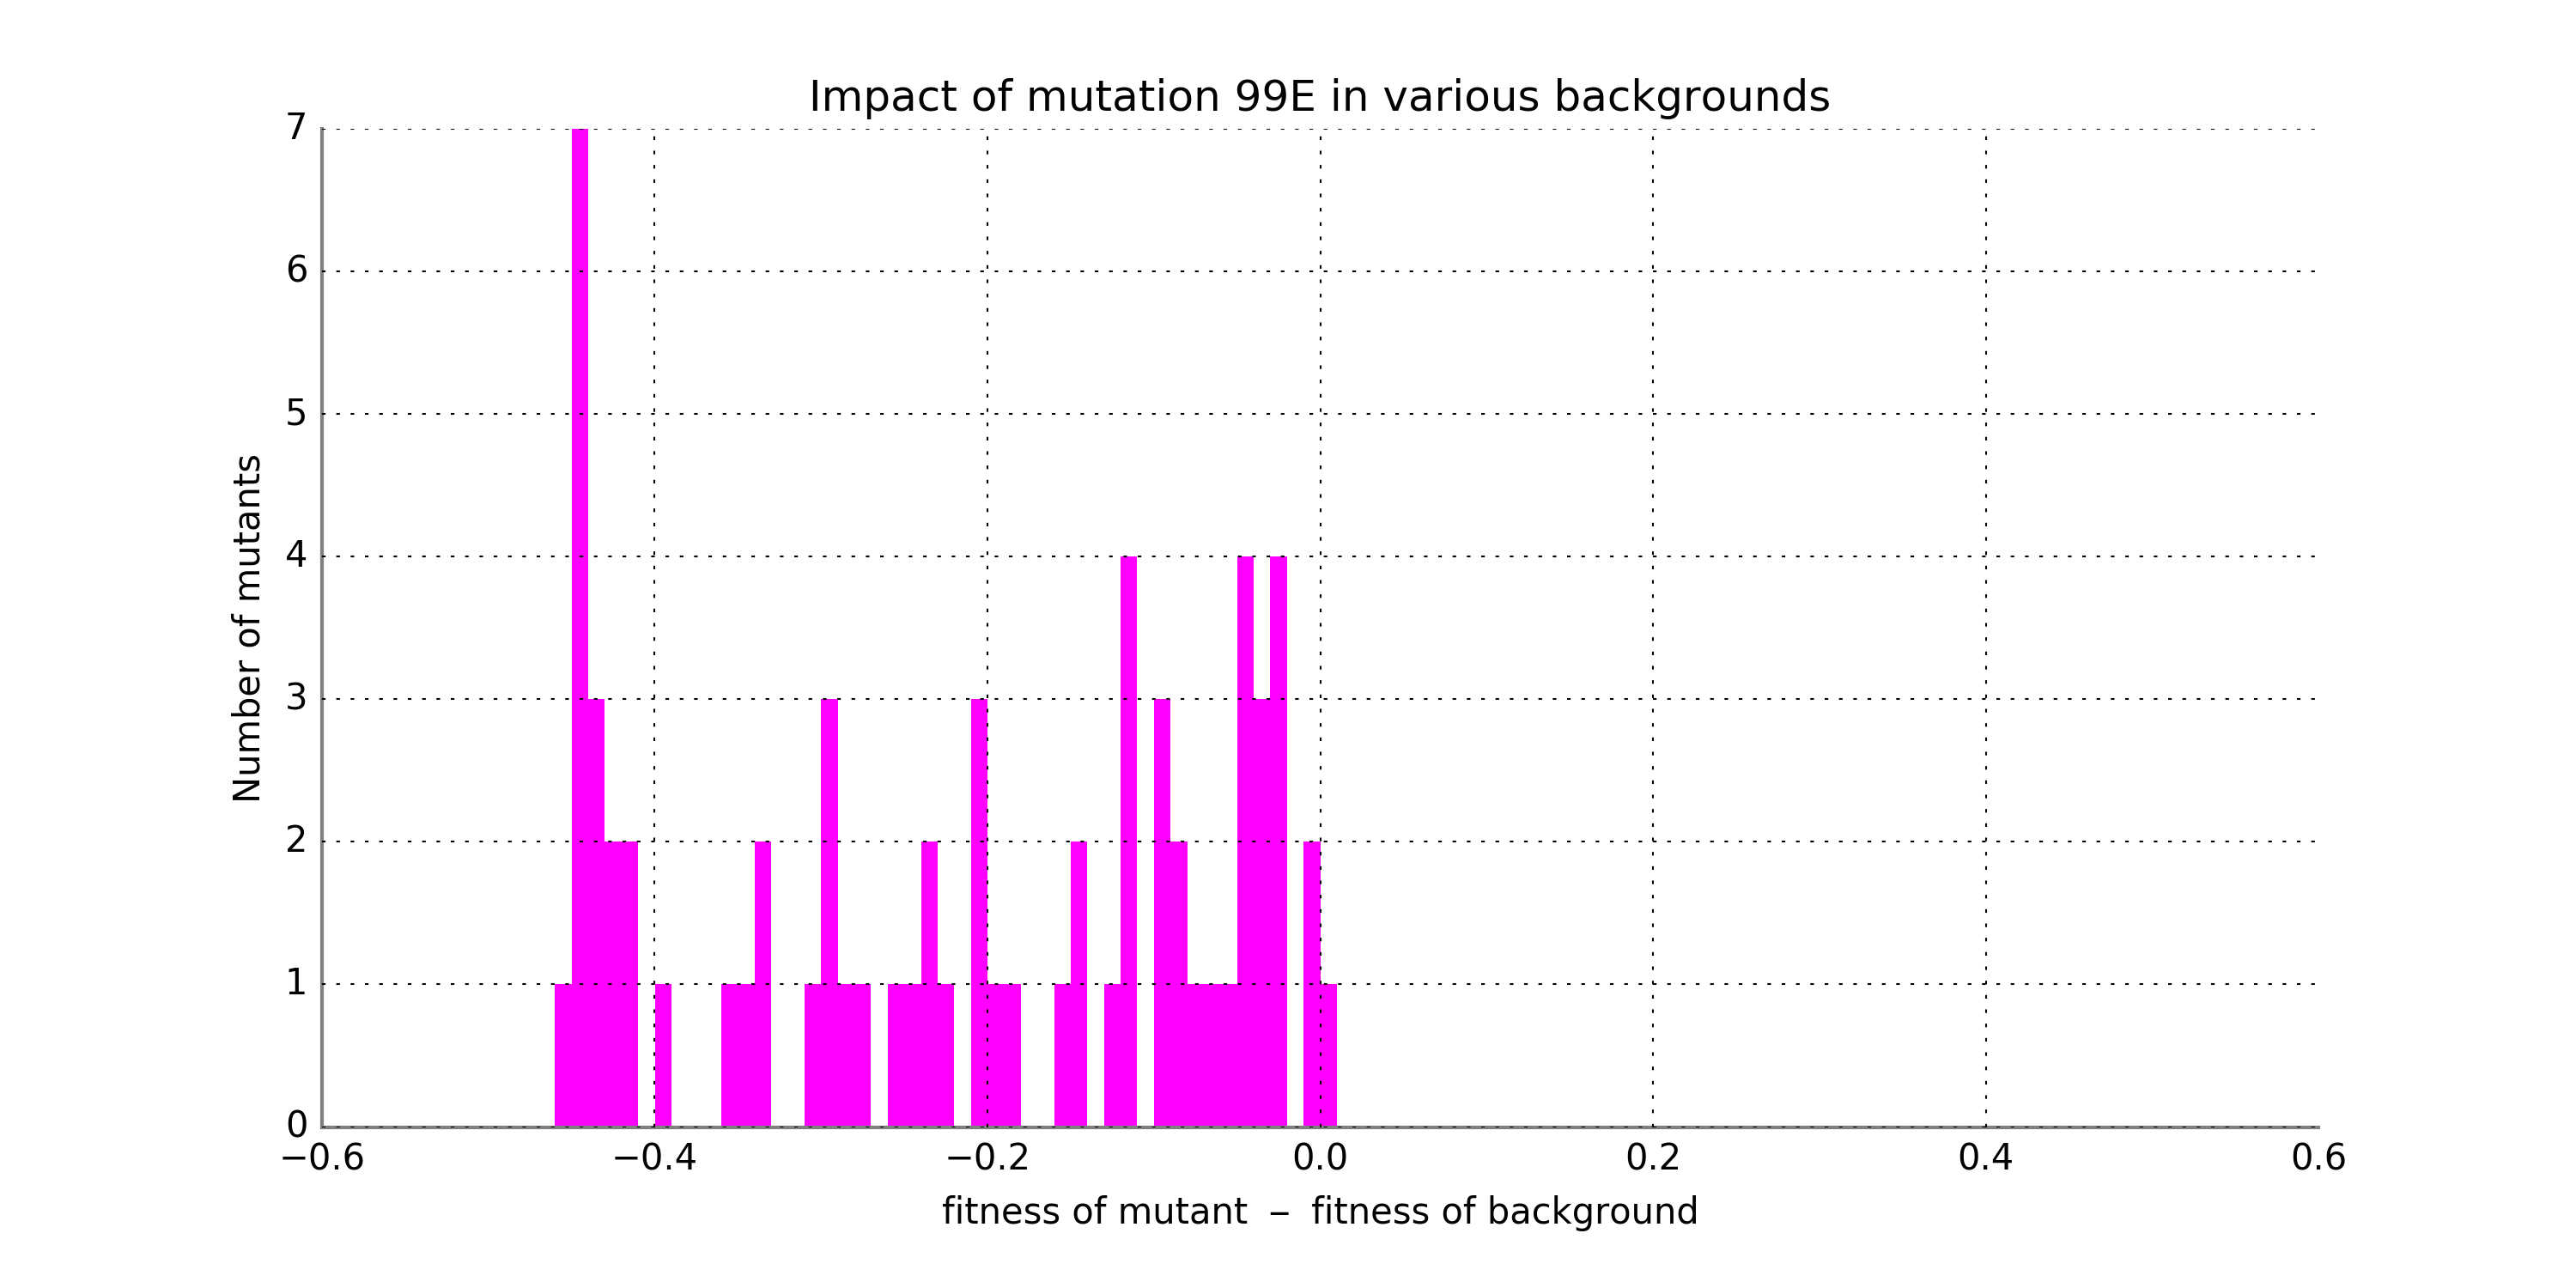 Impact of mutation 99E in various backgrounds
7
6
5
4
3
2
1
0
Number of mutants
−0.6 −0.4 −0.2 0.0 0.2 0.4 0.6
fitness of mutant – fitness of background